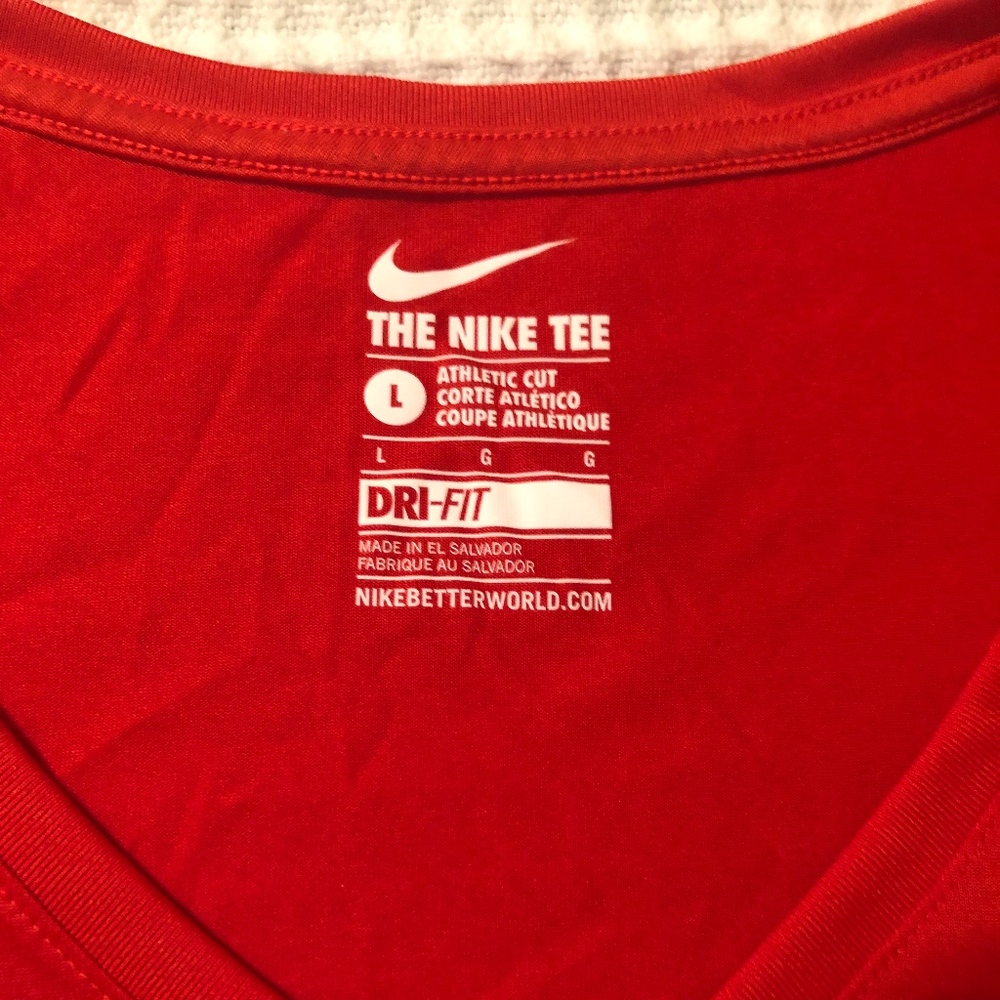 THE NIKE TEE
L
ATHLETIC CUT
CORTE ATLÉTICO
COUPE ATHLÉTIQUE
L G G
DRI-FIT
MADE IN EL SALVADOR
FABRIQUE AU SALVADOR
NIKEBETTERWORLD.COM